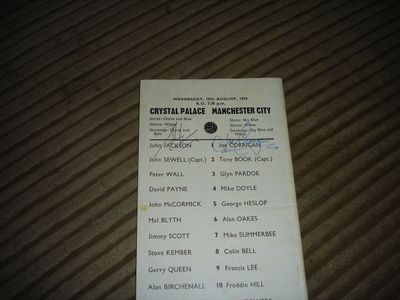 WEDNESDAY, 19th AUGUST, 1970
K.O. 7.30 p.m.
CRYSTAL PALACE MANCHESTER CITY
Shirts: Claret and Blue Shirts: Sky Blue
Shorts: White Shorts: White
Stockings: Claret and Blue Stockings: Sky Blue and White
John JACKSON 1 Joe CORRIGAN
John SEWELL (Capt.) 2 Tony BOOK (Capt.)
Peter WALL 3 Glyn PARDOE
David PAYNE 4 Mike DOYLE
John McCORMICK 5 George HESLOP
Mel BLYTH 6 Alan OAKES
Jimmy SCOTT 7 Mike SUMMERBEE
Steve KEMBER 8 Colin BELL
Gerry QUEEN 9 Francis LEE
Alan BIRCHENALL 10 Freddie HILL